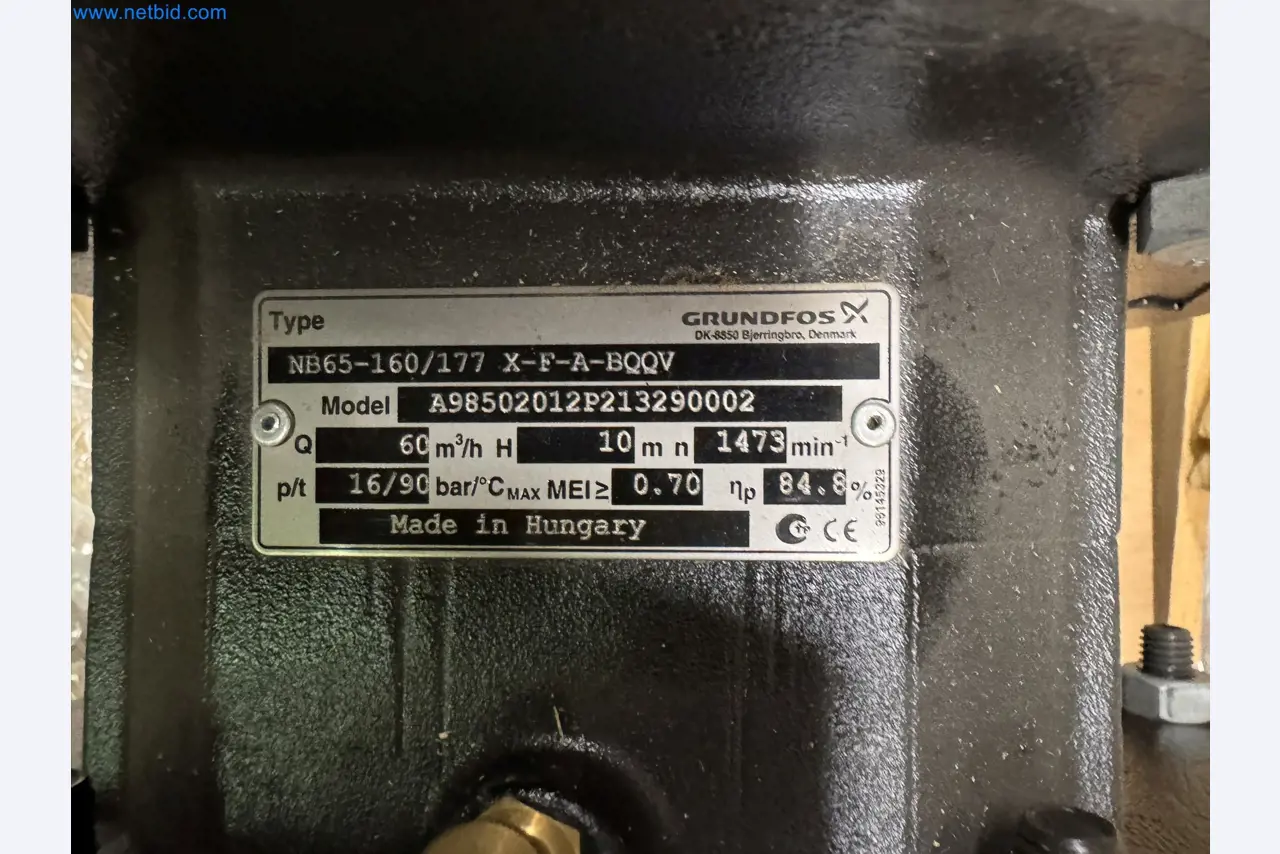 www.netbid.com
Type GRUNDFOS
DK-8850 Bjerringbro, Denmark
NB65-160/177 X-F-A-BQQV
Model A98502012P213290002
Q 60 m³/h H 10 m n 1473 min⁻¹
p/t 16/90 bar/°C MAX MEI ≥ 0.70 ηp 84.8 %
96145329
Made in Hungary CE